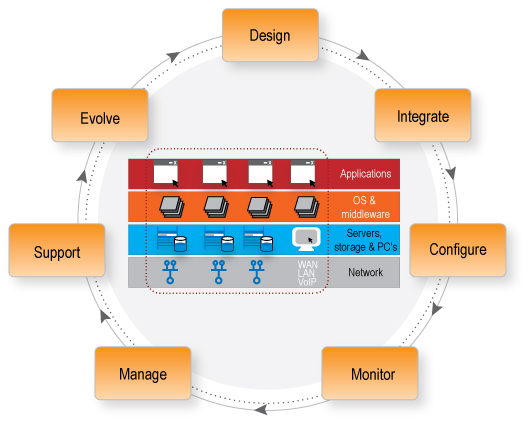 Design
Evolve
Integrate
Applications
OS &
middleware
Support
Servers,
storage & PC's
Configure
WAN
LAN
VoIP
Network
Manage
Monitor